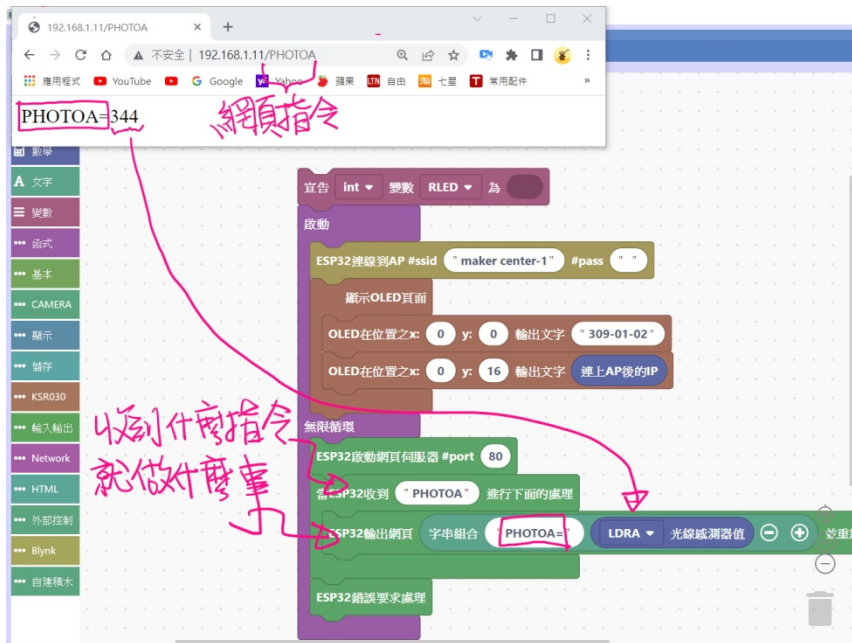 192.168.1.11/PHOTOA
不安全 | 192.168.1.11/PHOTOA
應用程式 YouTube Google Yahoo 蘋果 LTN 自由 淘 七星 T 常用配件 »
PHOTOA=344
網頁指令
數學
A 文字
變數
函式
基本
CAMERA
顯示
儲存
KSR030
輸入輸出
Network
HTML
外部控制
Blynk
自建積木
宣告 int 變數 RLED 為
啟動
ESP32連線到AP #ssid "maker center-1" #pass " "
顯示OLED頁面
OLED在位置之x: 0 y: 0 輸出文字 "309-01-02"
OLED在位置之x: 0 y: 16 輸出文字 連上AP後的IP
收到什麼指令
就做什麼事
無限循環
ESP32啟動網頁伺服器 #port 80
當ESP32收到 "PHOTOA" 進行下面的處理
ESP32輸出網頁 字串組合 "PHOTOA=" LDRA 光線感測器值 並重
ESP32錯誤要求處理